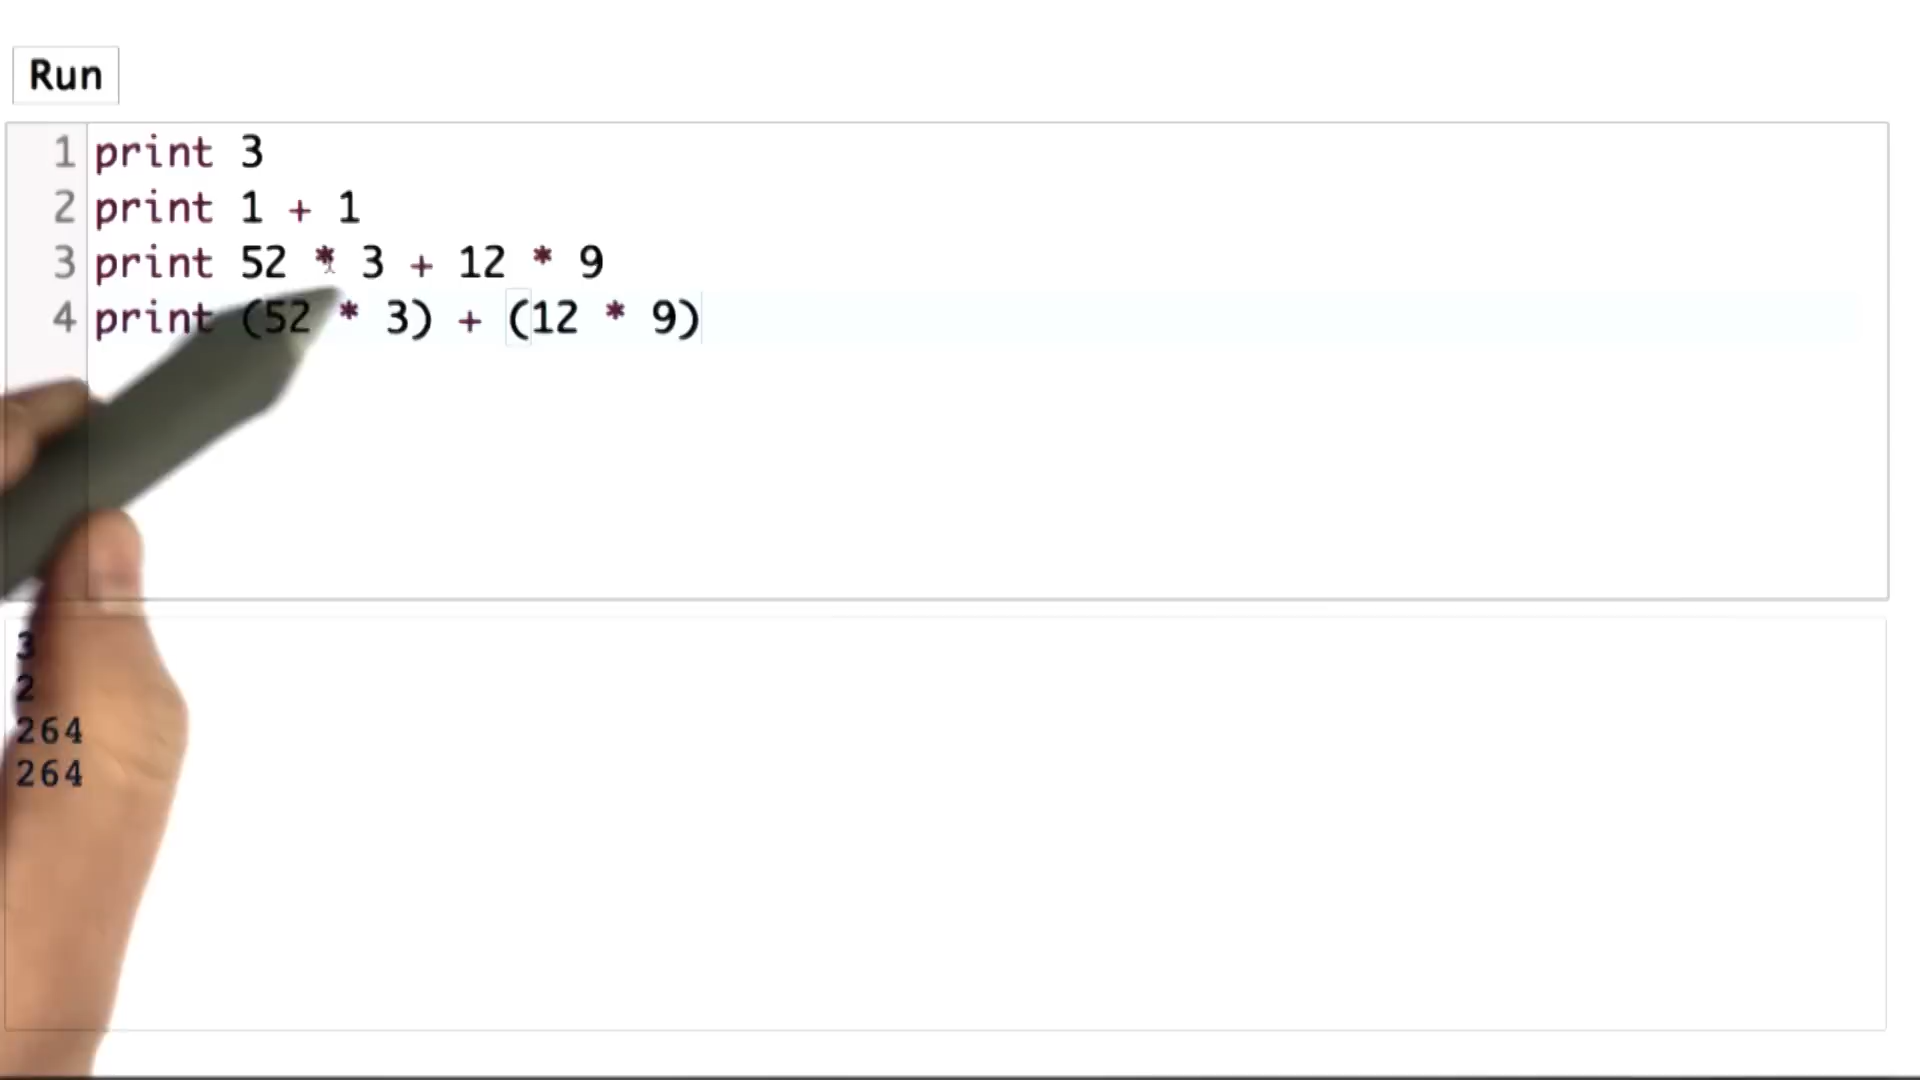 Run
1 print 3
2 print 1 + 1
3 print 52 * 3 + 12 * 9
4 print (52 * 3) + (12 * 9)
3
2
264
264